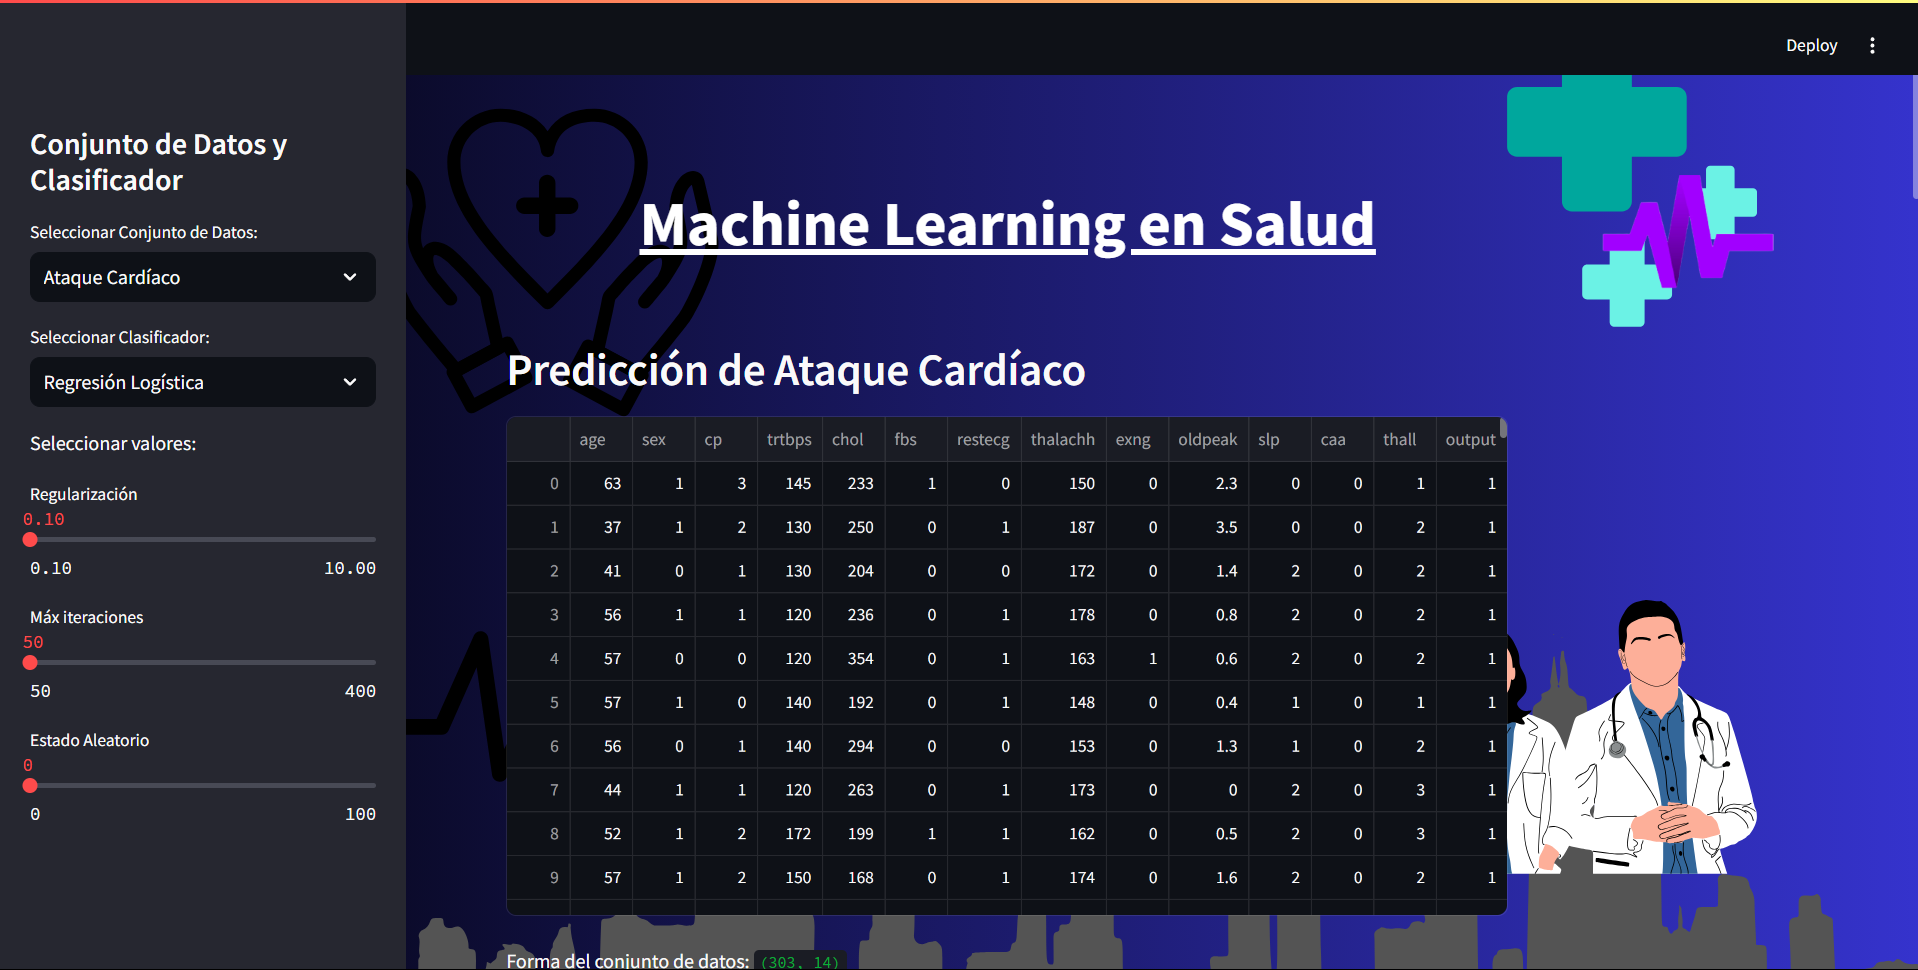 Deploy
Conjunto de Datos y
Clasificador
Seleccionar Conjunto de Datos:
Ataque Cardíaco
Seleccionar Clasificador:
Regresión Logística
Seleccionar valores:
Regularización
0.10
0.10 10.00
Máx iteraciones
50
50 400
Estado Aleatorio
0
0 100
Machine Learning en Salud
Predicción de Ataque Cardíaco
age sex cp trtbps chol fbs restecg thalachh exng oldpeak slp caa thall output
0 63 1 3 145 233 1 0 150 0 2.3 0 0 1 1
1 37 1 2 130 250 0 1 187 0 3.5 0 0 2 1
2 41 0 1 130 204 0 0 172 0 1.4 2 0 2 1
3 56 1 1 120 236 0 1 178 0 0.8 2 0 2 1
4 57 0 0 120 354 0 1 163 1 0.6 2 0 2 1
5 57 1 0 140 192 0 1 148 0 0.4 1 0 1 1
6 56 0 1 140 294 0 0 153 0 1.3 1 0 2 1
7 44 1 1 120 263 0 1 173 0 0 2 0 3 1
8 52 1 2 172 199 1 1 162 0 0.5 2 0 3 1
9 57 1 2 150 168 0 1 174 0 1.6 2 0 2 1
Forma del conjunto de datos: (303, 14)